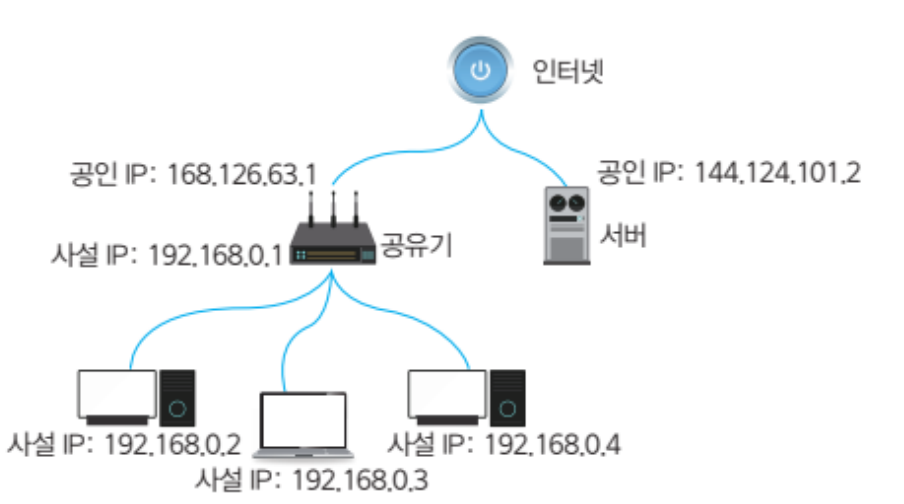 인터넷
공인 IP: 168.126.63.1
공인 IP: 144.124.101.2
사설 IP: 192.168.0.1
공유기
서버
사설 IP: 192.168.0.2
사설 IP: 192.168.0.4
사설 IP: 192.168.0.3